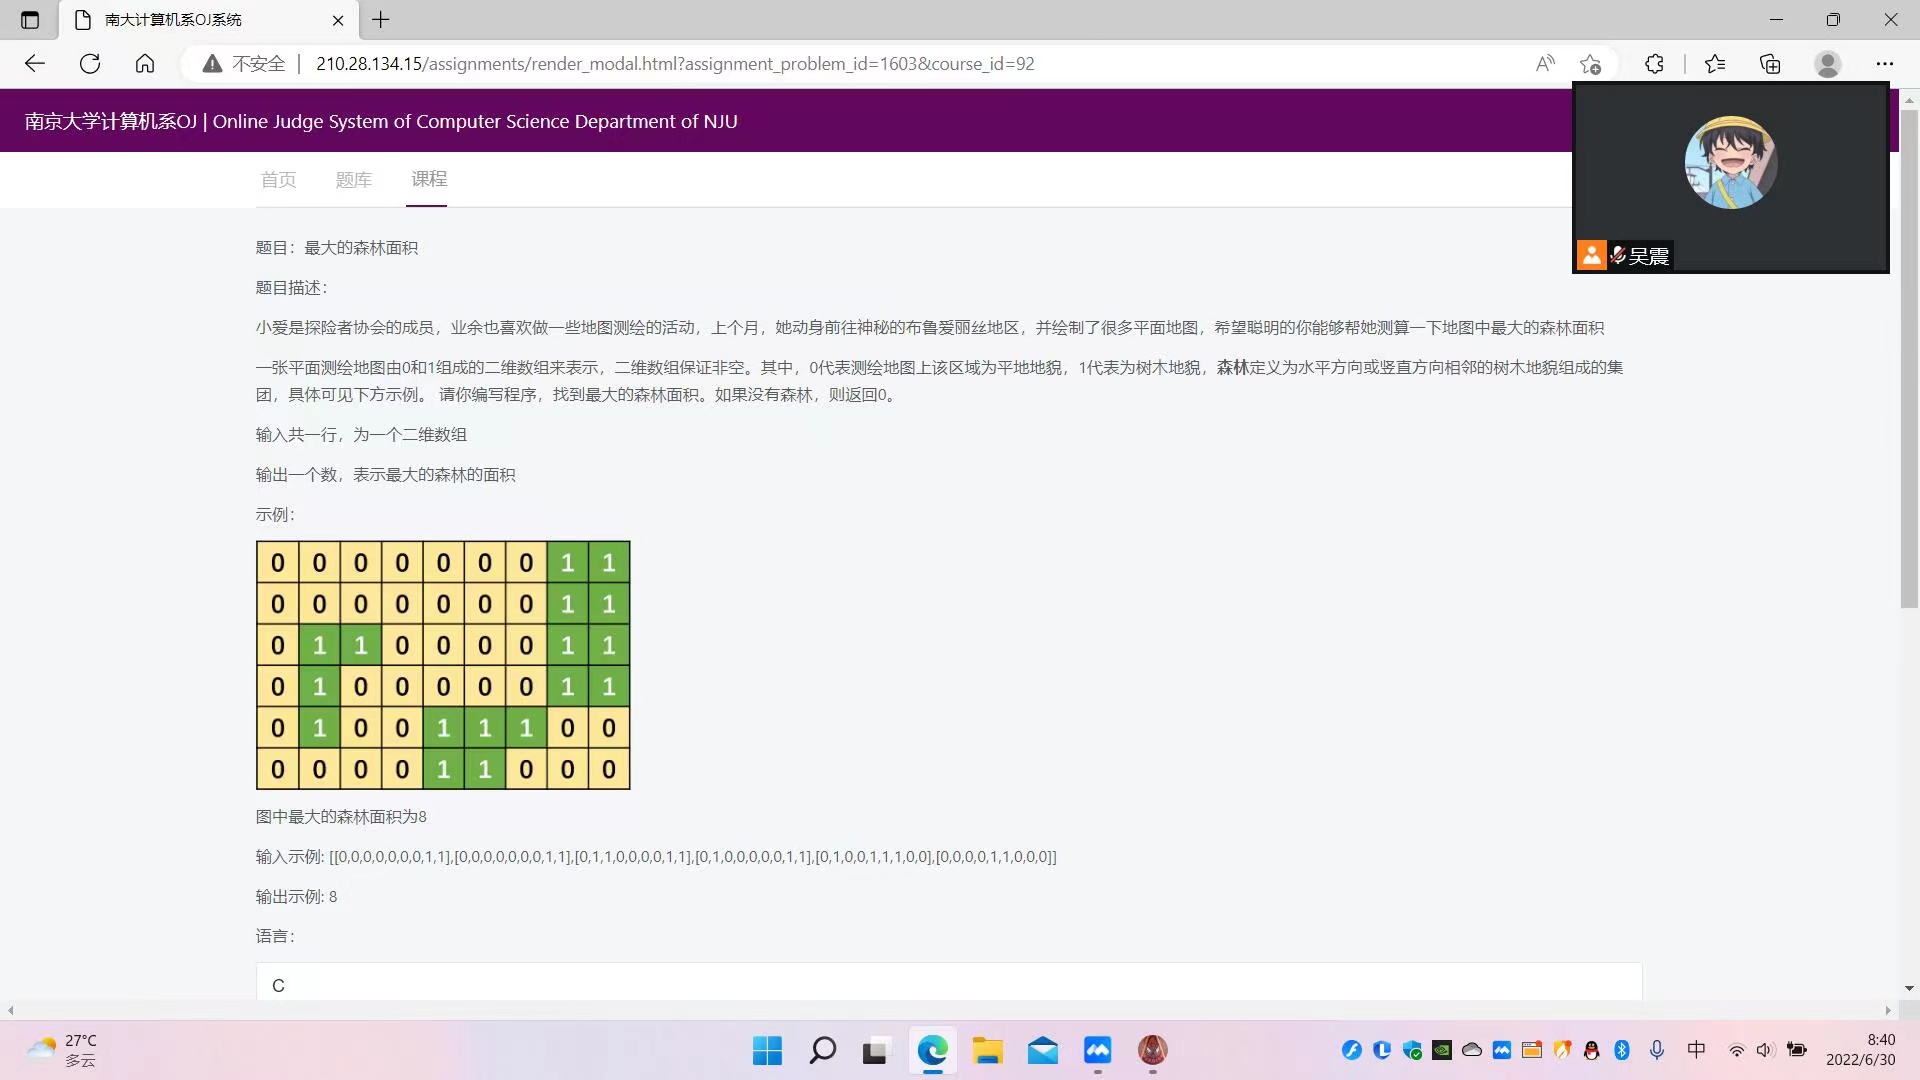 南大计算机系OJ系统
不安全 | 210.28.134.15/assignments/render_modal.html?assignment_problem_id=1603&course_id=92
南京大学计算机系OJ | Online Judge System of Computer Science Department of NJU
首页 题库 课程
吴震
题目：最大的森林面积
题目描述：
小爱是探险者协会的成员，业余也喜欢做一些地图测绘的活动，上个月，她动身前往神秘的布鲁爱丽丝地区，并绘制了很多平面地图，希望聪明的你能够帮她测算一下地图中最大的森林面积
一张平面测绘地图由0和1组成的二维数组来表示，二维数组保证非空。其中，0代表测绘地图上该区域为平地地貌，1代表为树木地貌，森林定义为水平方向或竖直方向相邻的树木地貌组成的集
团，具体可见下方示例。 请你编写程序，找到最大的森林面积。如果没有森林，则返回0。
输入共一行，为一个二维数组
输出一个数，表示最大的森林的面积
示例：
0 0 0 0 0 0 0 1 1
0 0 0 0 0 0 0 1 1
0 1 1 0 0 0 0 1 1
0 1 0 0 0 0 0 1 1
0 1 0 0 1 1 1 0 0
0 0 0 0 1 1 0 0 0
图中最大的森林面积为8
输入示例: [[0,0,0,0,0,0,0,1,1],[0,0,0,0,0,0,0,1,1],[0,1,1,0,0,0,0,1,1],[0,1,0,0,0,0,0,1,1],[0,1,0,0,1,1,1,0,0],[0,0,0,0,1,1,0,0,0]]
输出示例: 8
语言：
C
27°C
多云
中
8:40
2022/6/30